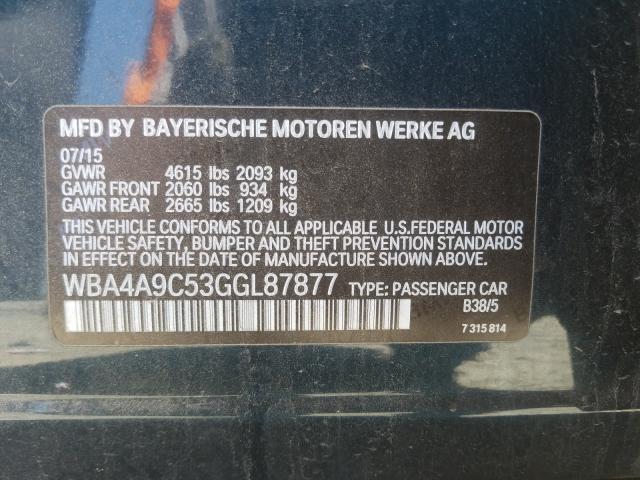 MFD BY BAYERISCHE MOTOREN WERKE AG
07/15
GVWR 4615 lbs 2093 kg
GAWR FRONT 2060 lbs 934 kg
GAWR REAR 2665 lbs 1209 kg
THIS VEHICLE CONFORMS TO ALL APPLICABLE U.S.FEDERAL MOTOR
VEHICLE SAFETY, BUMPER AND THEFT PREVENTION STANDARDS
IN EFFECT ON THE DATE OF MANUFACTURE SHOWN ABOVE.
WBA4A9C53GGL87877 TYPE: PASSENGER CAR
B38/5
7 315 814